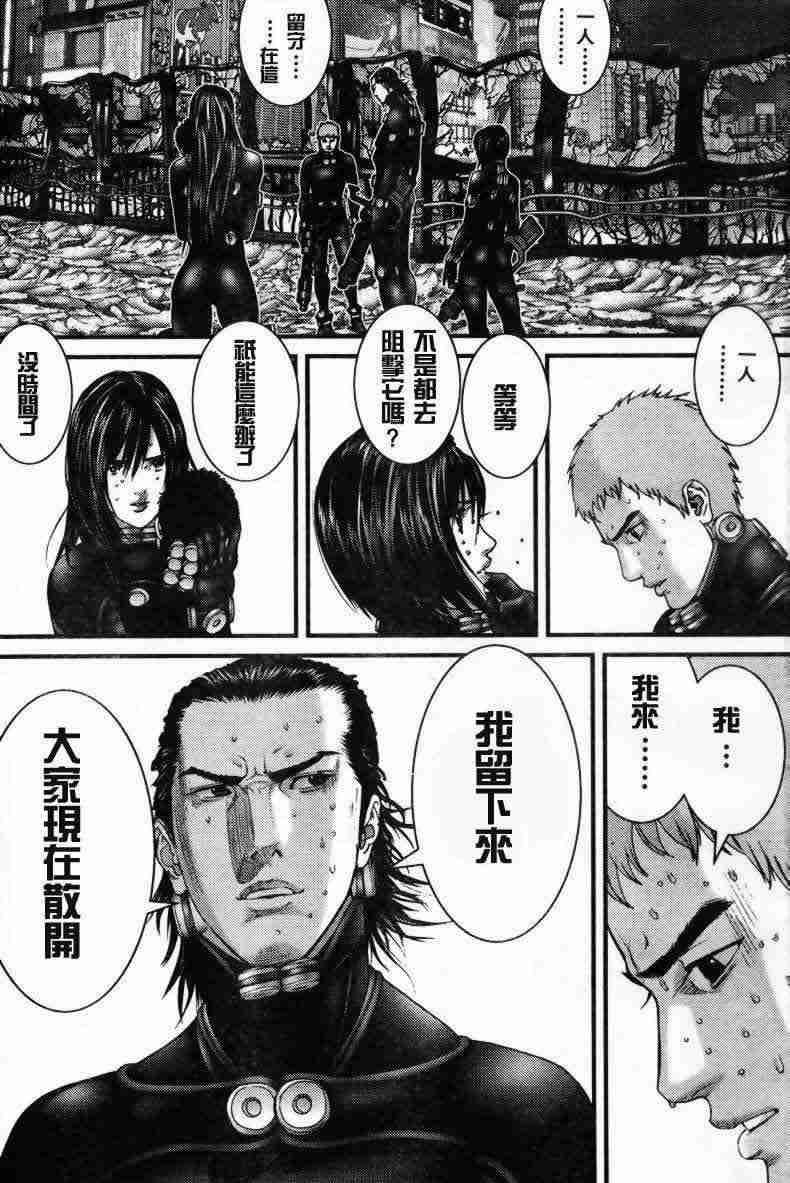 一人
………
留守……
……在這
一人
………
等等
不是都去
阻擊它嗎？
祇能這麼辦了
沒時間了
我…
我來……
我留下來
大家現在散開